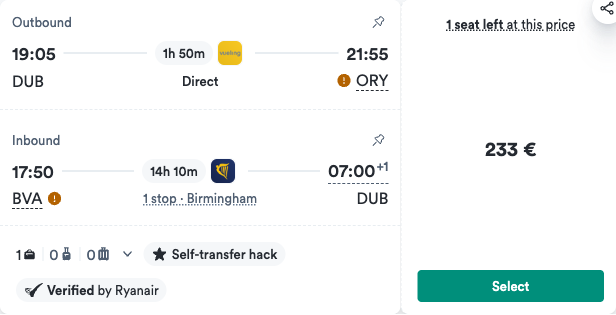 Outbound
1 seat left at this price
19:05
1h 50m
vueling
21:55
DUB
Direct
ORY
Inbound
233 €
17:50
14h 10m
07:00+1
BVA
1 stop · Birmingham
DUB
1
0
0
Self-transfer hack
Verified by Ryanair
Select